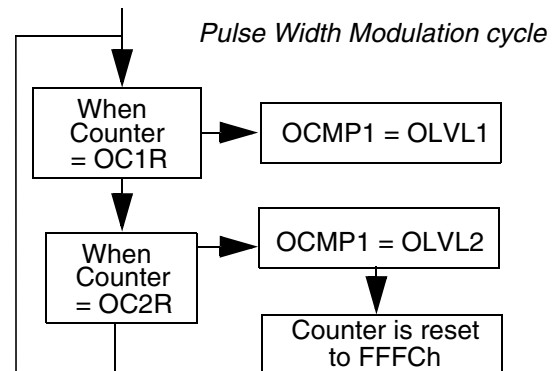 Pulse Width Modulation cycle
When
Counter
= OC1R
OCMP1 = OLVL1
When
Counter
= OC2R
OCMP1 = OLVL2
Counter is reset
to FFFCh